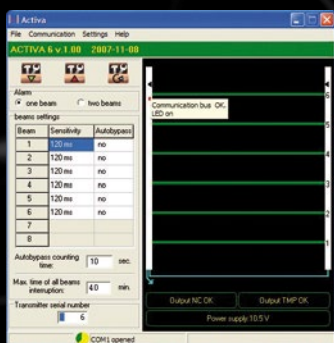 Activa
File Communication Settings Help
ACTIVA 6 v.1.00 2007-11-08
Alarm
one beam two beams
beams settings
Beam Sensitivity Autobypass
1 120 ms no
2 120 ms no
3 120 ms no
4 120 ms no
5 120 ms no
6 120 ms no
7
8
Autobypass counting time: 10 sec.
Max. time of all beams interruption: 40 min.
Transmitter serial number
6
COM1 opened
Communication bus OK,
LED on
6
5
4
3
2
1
Output NC OK Output TMP OK
Power supply:10.5 V